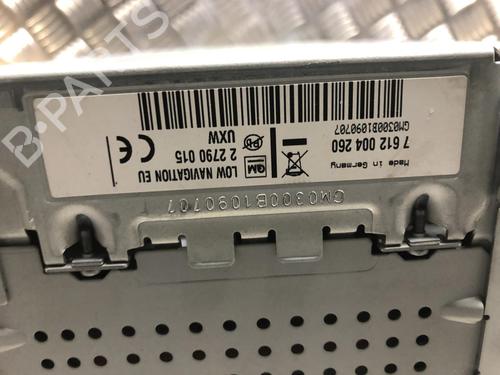 Made in Germany
7 612 004 260
GM0300B1090707
LOW NAVIGATION EU
2 2790 015
UXW
GM
GM0300B1090707
B-PARTS